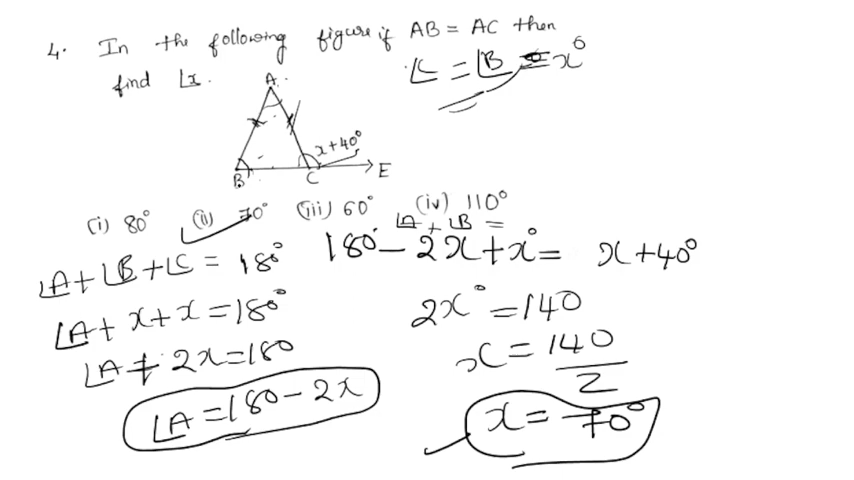 4. In the following figure if AB = AC then
find ∠x.
∠C = ∠B = x°
A
B
C
x+40°
E
(i) 80° (ii) 70° (iii) 60° (iv) 110°
∠A + ∠B =
∠A + ∠B + ∠C = 180°
∠A + x + x = 180°
∠A + 2x = 180
∠A = 180 - 2x
180° - 2x + x° = x + 40°
2x° = 140
x = 140/2
x = 70°